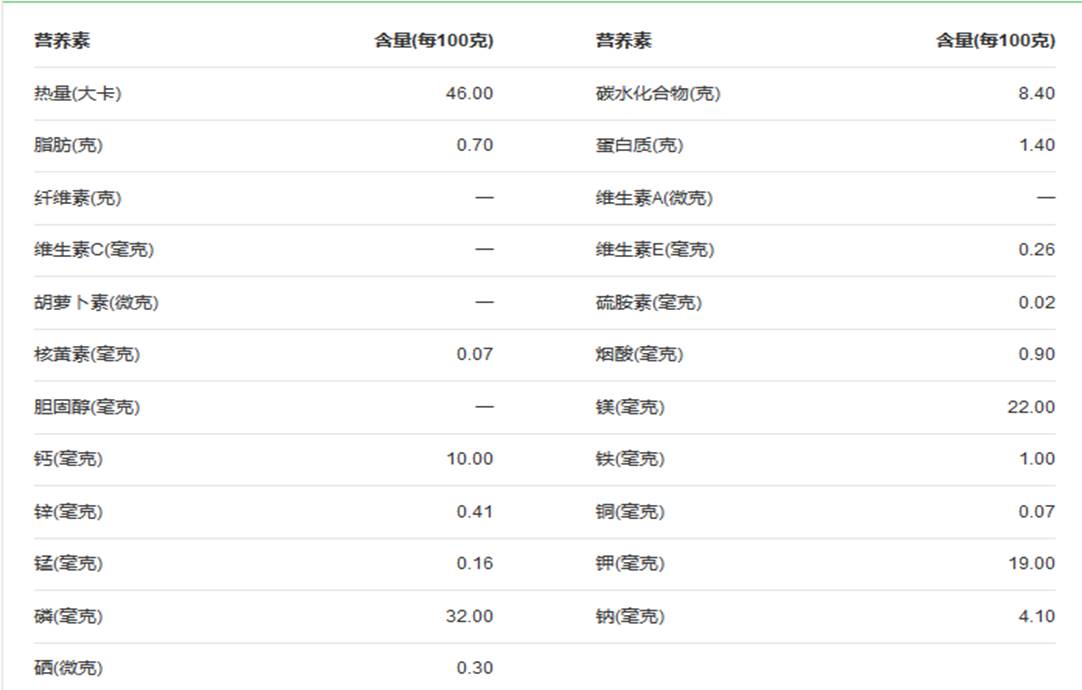 营养素 含量(每100克) 营养素 含量(每100克)
热量(大卡) 46.00 碳水化合物(克) 8.40
脂肪(克) 0.70 蛋白质(克) 1.40
纤维素(克) — 维生素A(微克) —
维生素C(毫克) — 维生素E(毫克) 0.26
胡萝卜素(微克) — 硫胺素(毫克) 0.02
核黄素(毫克) 0.07 烟酸(毫克) 0.90
胆固醇(毫克) — 镁(毫克) 22.00
钙(毫克) 10.00 铁(毫克) 1.00
锌(毫克) 0.41 铜(毫克) 0.07
锰(毫克) 0.16 钾(毫克) 19.00
磷(毫克) 32.00 钠(毫克) 4.10
硒(微克) 0.30